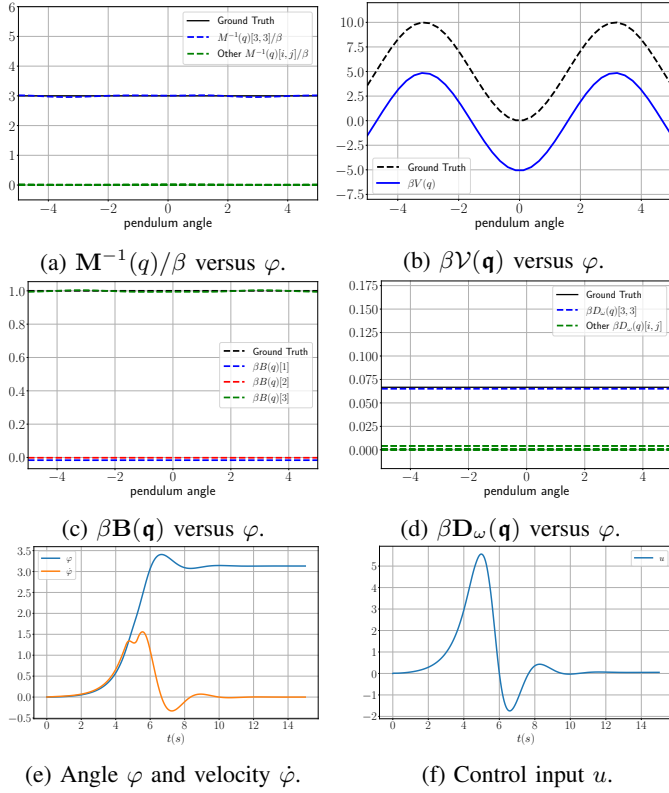 6
5
4
3
2
1
0
Ground Truth
M⁻¹(q)[3,3]/β
Other M⁻¹(q)[i,j]/β
−4 −2 0 2 4
pendulum angle
(a) M⁻¹(q)/β versus φ.
10.0
7.5
5.0
2.5
0.0
−2.5
−5.0
−7.5
Ground Truth
βV(q)
−4 −2 0 2 4
pendulum angle
(b) β𝒱(𝔮) versus φ.
1.0
0.8
0.6
0.4
0.2
0.0
Ground Truth
βB(q)[1]
βB(q)[2]
βB(q)[3]
−4 −2 0 2 4
pendulum angle
(c) βB(𝔮) versus φ.
0.175
0.150
0.125
0.100
0.075
0.050
0.025
0.000
Ground Truth
βD_ω(q)[3,3]
Other βD_ω(q)[i,j]
−4 −2 0 2 4
pendulum angle
(d) βD_ω(𝔮) versus φ.
3.5
3.0
2.5
2.0
1.5
1.0
0.5
0.0
−0.5
φ
φ̇
0 2 4 6 8 10 12 14
t(s)
(e) Angle φ and velocity φ̇.
5
4
3
2
1
0
−1
−2
u
0 2 4 6 8 10 12 14
t(s)
(f) Control input u.